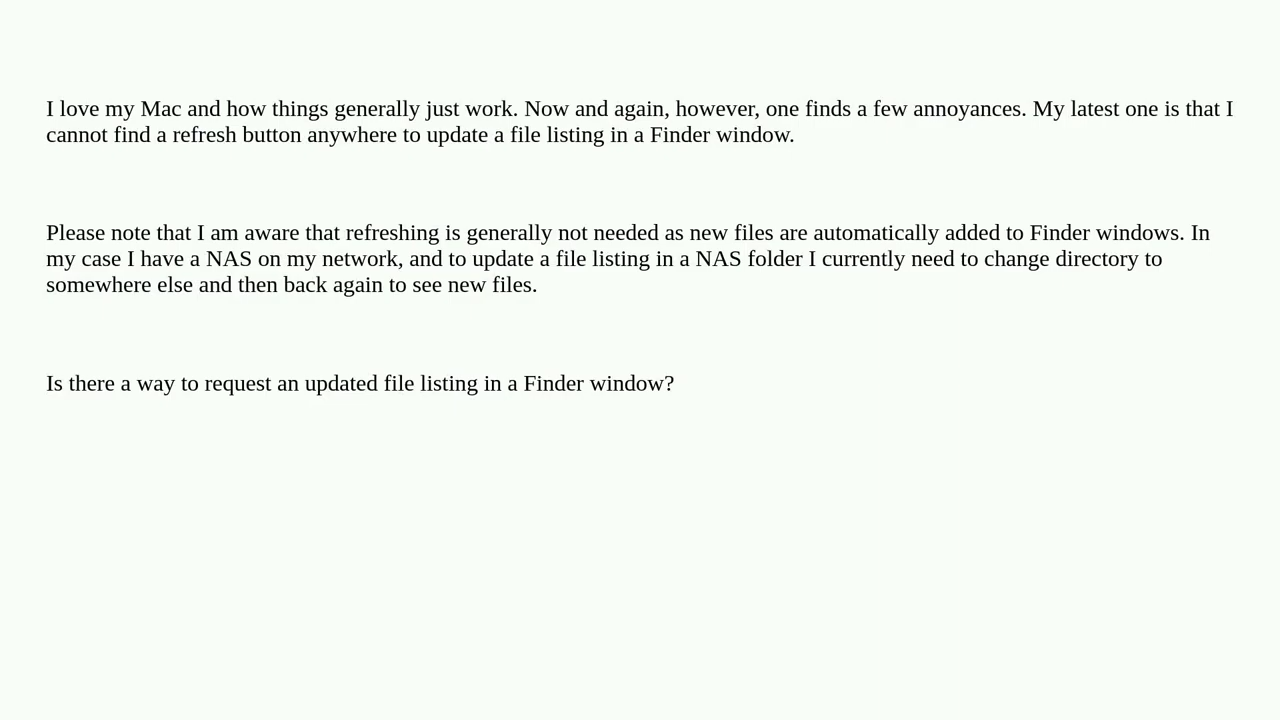 I love my Mac and how things generally just work. Now and again, however, one finds a few annoyances. My latest one is that I
cannot find a refresh button anywhere to update a file listing in a Finder window.
Please note that I am aware that refreshing is generally not needed as new files are automatically added to Finder windows. In
my case I have a NAS on my network, and to update a file listing in a NAS folder I currently need to change directory to
somewhere else and then back again to see new files.
Is there a way to request an updated file listing in a Finder window?